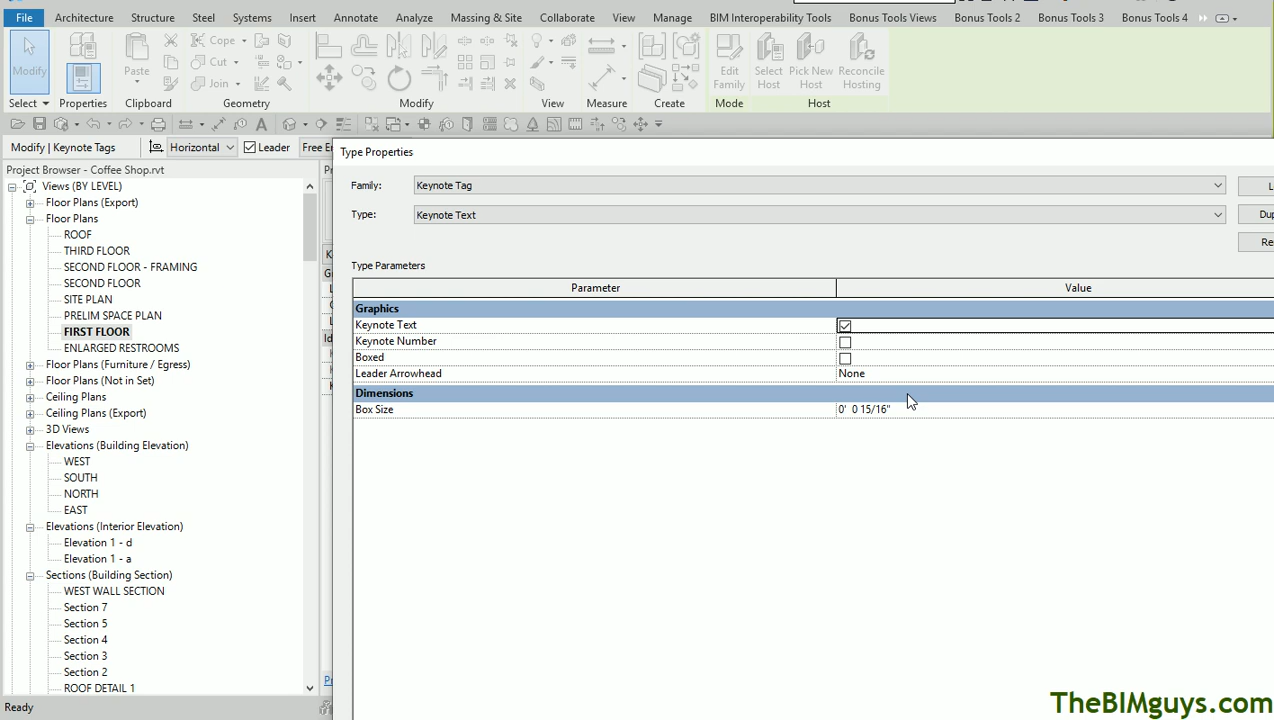 File Architecture Structure Steel Systems Insert Annotate Analyze Massing & Site Collaborate View Manage BIM Interoperability Tools Bonus Tools Views Bonus Tools 2 Bonus Tools 3 Bonus Tools 4
Modify
Paste
Cope
Cut
Join
Edit Family
Select Host
Pick New Host
Reconcile Hosting
Select Properties Clipboard Geometry Modify View Measure Create Mode Host
Modify | Keynote Tags Horizontal Leader Free
Project Browser - Coffee Shop.rvt
Views (BY LEVEL)
Floor Plans (Export)
Floor Plans
ROOF
THIRD FLOOR
SECOND FLOOR - FRAMING
SECOND FLOOR
SITE PLAN
PRELIM SPACE PLAN
FIRST FLOOR
ENLARGED RESTROOMS
Floor Plans (Furniture / Egress)
Floor Plans (Not in Set)
Ceiling Plans
Ceiling Plans (Export)
3D Views
Elevations (Building Elevation)
WEST
SOUTH
NORTH
EAST
Elevations (Interior Elevation)
Elevation 1 - d
Elevation 1 - a
Sections (Building Section)
WEST WALL SECTION
Section 7
Section 5
Section 4
Section 3
Section 2
ROOF DETAIL 1
Ready
Type Properties
Family: Keynote Tag
Type: Keynote Text
Dup
Re
Type Parameters
Parameter Value
Graphics
Keynote Text
Keynote Number
Boxed
Leader Arrowhead None
Dimensions
Box Size 0' 0 15/16"
TheBIMguys.com